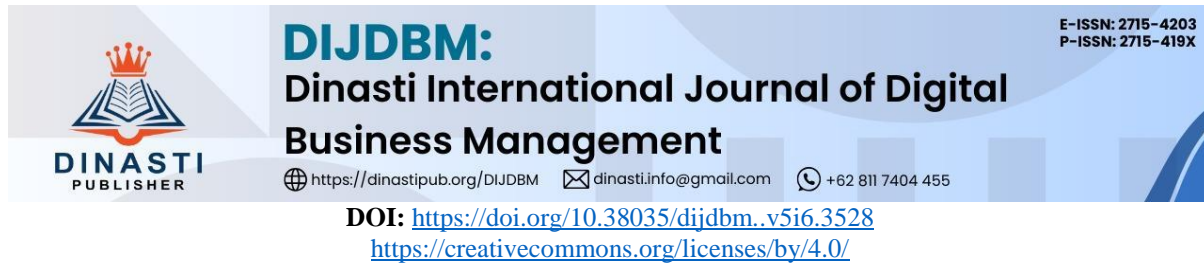 E-ISSN: 2715-4203
P-ISSN: 2715-419X
DIJDBM:
Dinasti International Journal of Digital
Business Management
DINASTI
PUBLISHER
https://dinastipub.org/DIJDBM dinasti.info@gmail.com +62 811 7404 455
DOI: https://doi.org/10.38035/dijdbm..v5i6.3528
https://creativecommons.org/licenses/by/4.0/